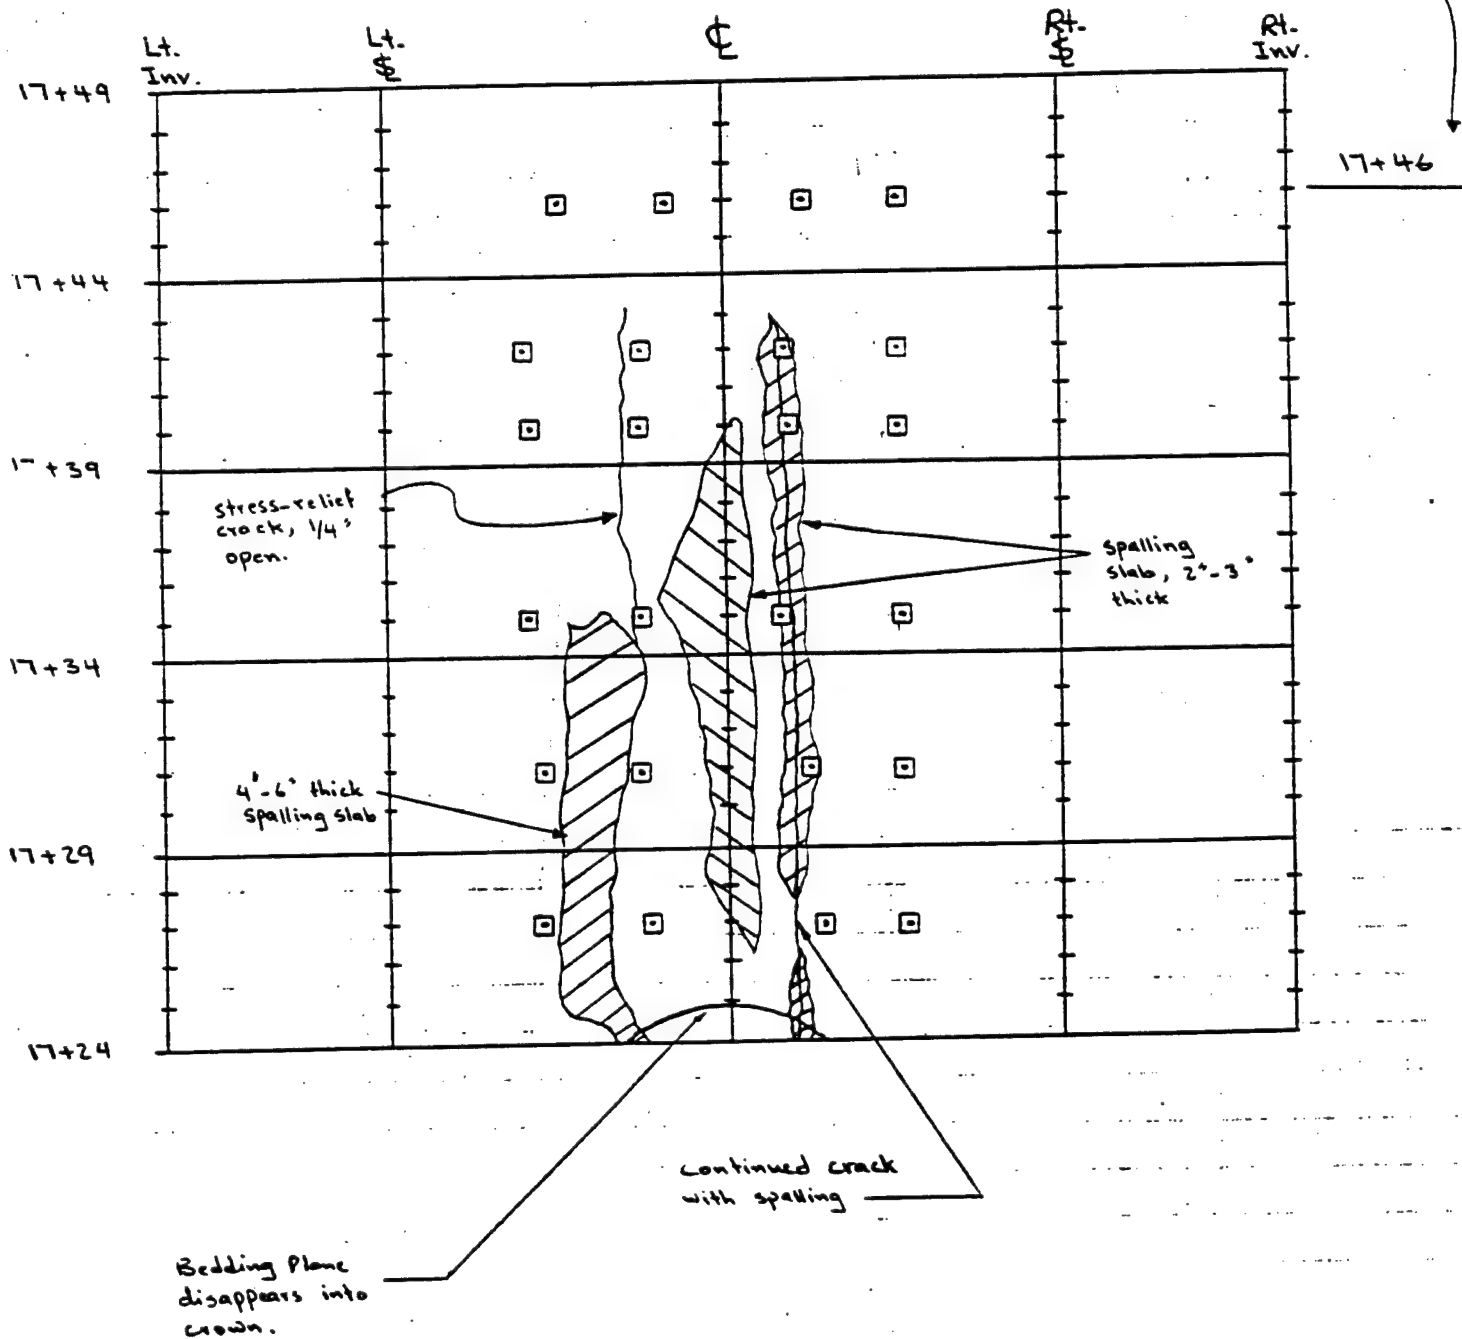 Lt.
Inv.
Lt.
℄
Rt.
Rt.
Inv.
17+49
17+46
17+44
17+39
stress-relief
crack, 1/4"
open.
spalling
slab, 2"-3"
thick
17+34
4"-6" thick
spalling slab
17+29
17+24
continued crack
with spalling
Bedding Plane
disappears into
crown.